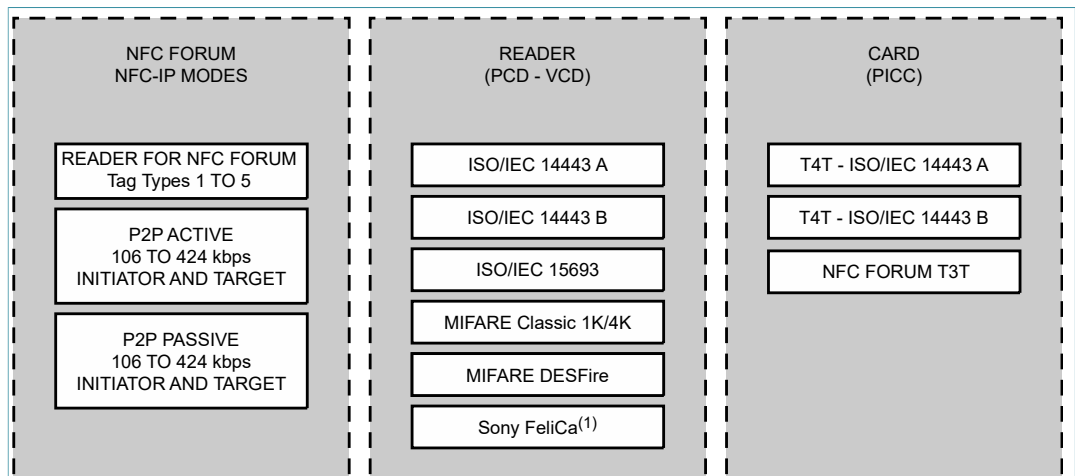 NFC FORUM
NFC-IP MODES
READER FOR NFC FORUM
Tag Types 1 TO 5
P2P ACTIVE
106 TO 424 kbps
INITIATOR AND TARGET
P2P PASSIVE
106 TO 424 kbps
INITIATOR AND TARGET
READER
(PCD - VCD)
ISO/IEC 14443 A
ISO/IEC 14443 B
ISO/IEC 15693
MIFARE Classic 1K/4K
MIFARE DESFire
Sony FeliCa(1)
CARD
(PICC)
T4T - ISO/IEC 14443 A
T4T - ISO/IEC 14443 B
NFC FORUM T3T